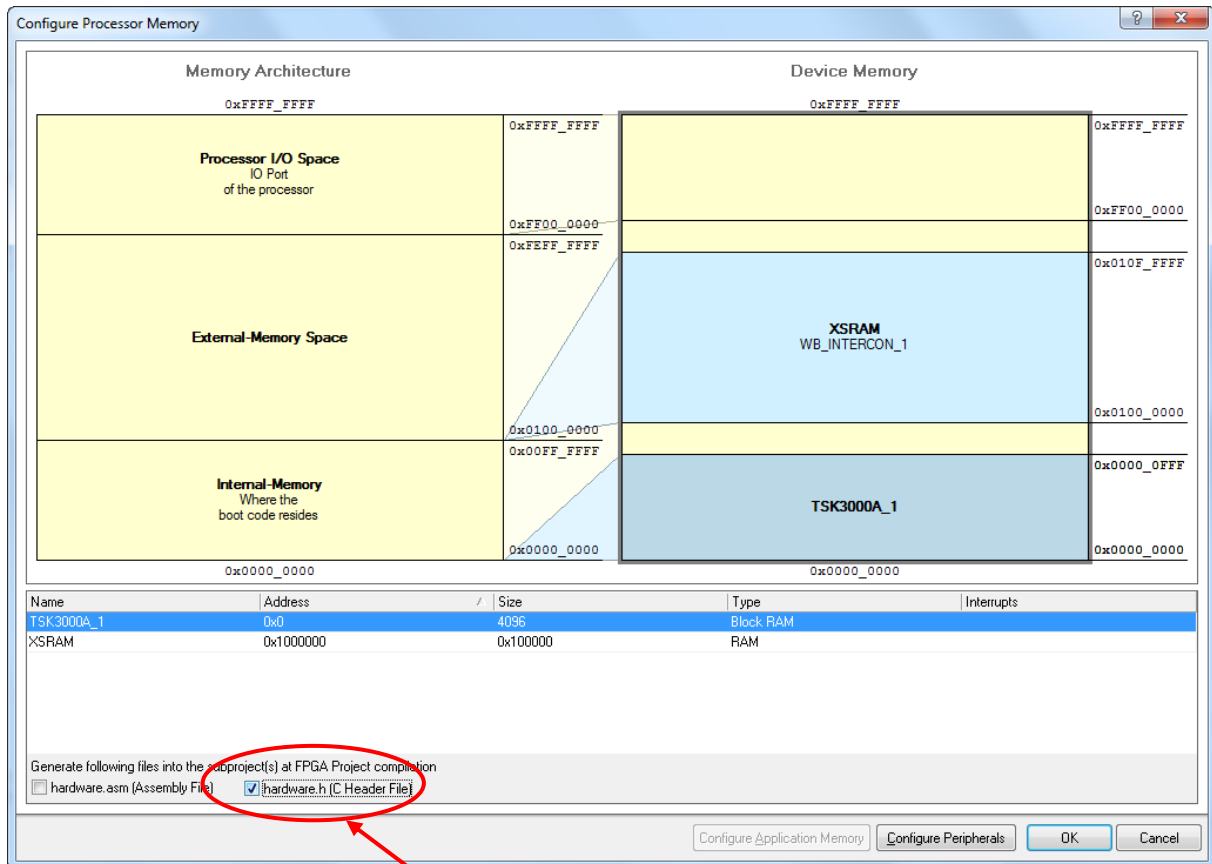 Configure Processor Memory
Memory Architecture
Device Memory
0xFFFF_FFFF
0xFFFF_FFFF
0xFFFF_FFFF
0xFFFF_FFFF
Processor I/O Space
IO Port
of the processor
0xFF00_0000
0xFF00_0000
0xFEFF_FFFF
0x010F_FFFF
External-Memory Space
XSRAM
WB_INTERCON_1
0x0100_0000
0x0100_0000
0x00FF_FFFF
0x0000_0FFF
Internal-Memory
Where the
boot code resides
TSK3000A_1
0x0000_0000
0x0000_0000
0x0000_0000
0x0000_0000
Name Address Size Type Interrupts
TSK3000A_1 0x0 4096 Block RAM
XSRAM 0x1000000 0x100000 RAM
Generate following files into the subproject(s) at FPGA Project compilation
hardware.asm (Assembly File) hardware.h (C Header File)
Configure Application Memory Configure Peripherals OK Cancel